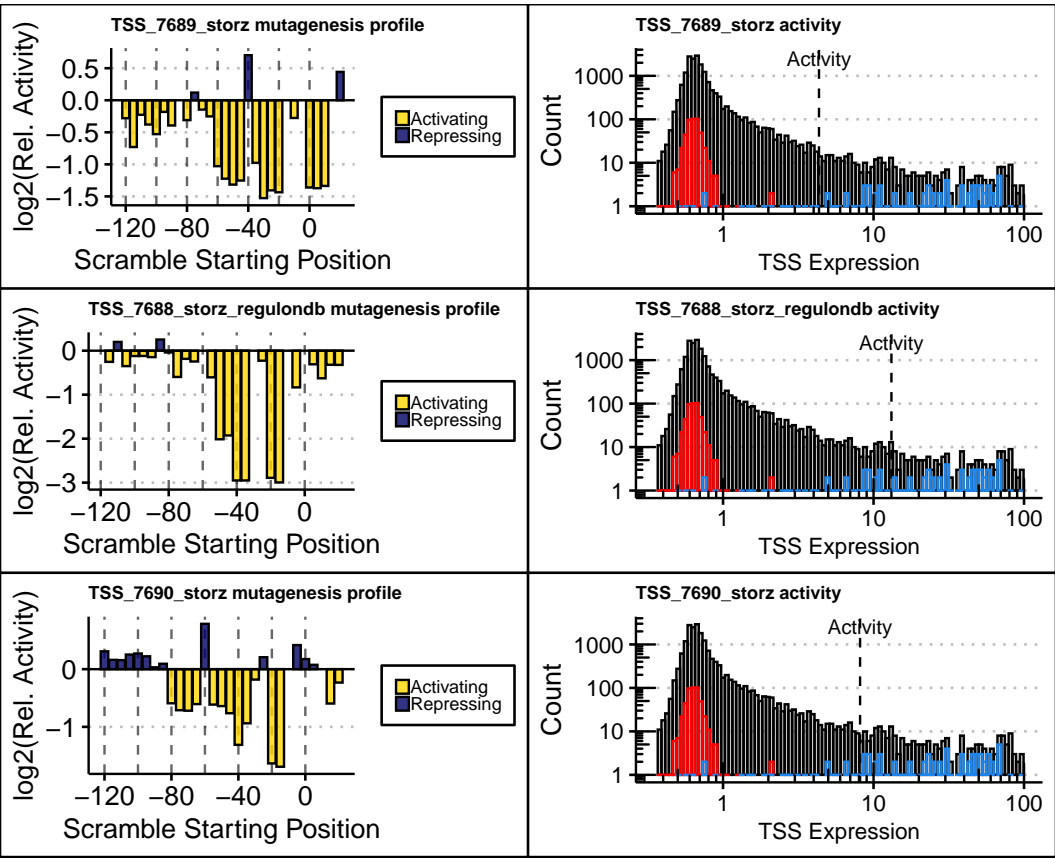 TSS_7689_storz mutagenesis profile
log2(Rel. Activity)
0.5
0.0
−0.5
−1.0
−1.5
−120 −80 −40 0
Scramble Starting Position
Activating
Repressing
TSS_7689_storz activity
Activity
Count
1000
100
10
1
1 10 100
TSS Expression
TSS_7688_storz_regulondb mutagenesis profile
log2(Rel. Activity)
0
−1
−2
−3
−120 −80 −40 0
Scramble Starting Position
Activating
Repressing
TSS_7688_storz_regulondb activity
Activity
Count
1000
100
10
1
1 10 100
TSS Expression
TSS_7690_storz mutagenesis profile
log2(Rel. Activity)
0
−1
−120 −80 −40 0
Scramble Starting Position
Activating
Repressing
TSS_7690_storz activity
Activity
Count
1000
100
10
1
1 10 100
TSS Expression